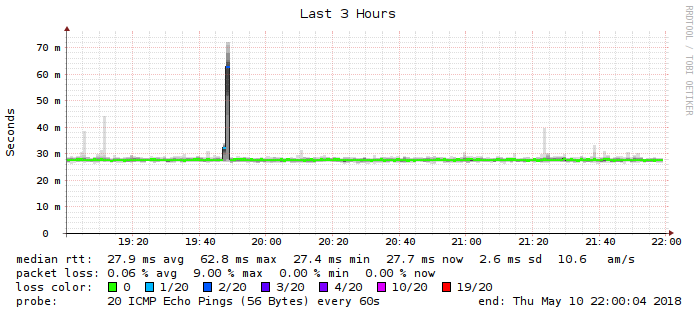 Last 3 Hours
RRDTOOL / TOBI OETIKER
Seconds
70 m
60 m
50 m
40 m
30 m
20 m
10 m
0
19:20 19:40 20:00 20:20 20:40 21:00 21:20 21:40 22:00
median rtt: 27.9 ms avg 62.8 ms max 27.4 ms min 27.7 ms now 2.6 ms sd 10.6 am/s
packet loss: 0.06 % avg 9.00 % max 0.00 % min 0.00 % now
loss color: 0 1/20 2/20 3/20 4/20 10/20 19/20
probe: 20 ICMP Echo Pings (56 Bytes) every 60s end: Thu May 10 22:00:04 2018